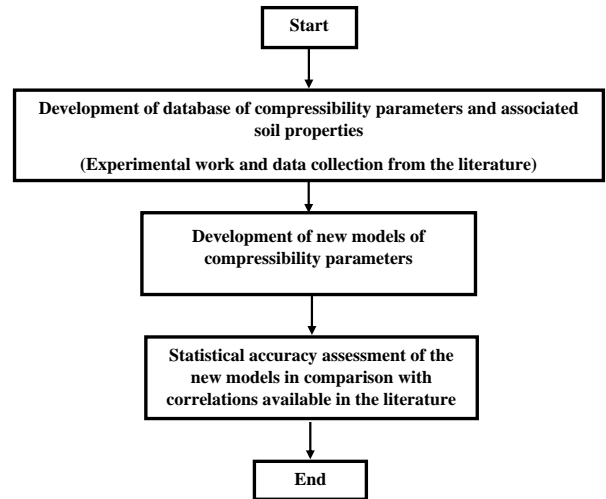 Start
Development of database of compressibility parameters and associated
soil properties
(Experimental work and data collection from the literature)
Development of new models of
compressibility parameters
Statistical accuracy assessment of the
new models in comparison with
correlations available in the literature
End